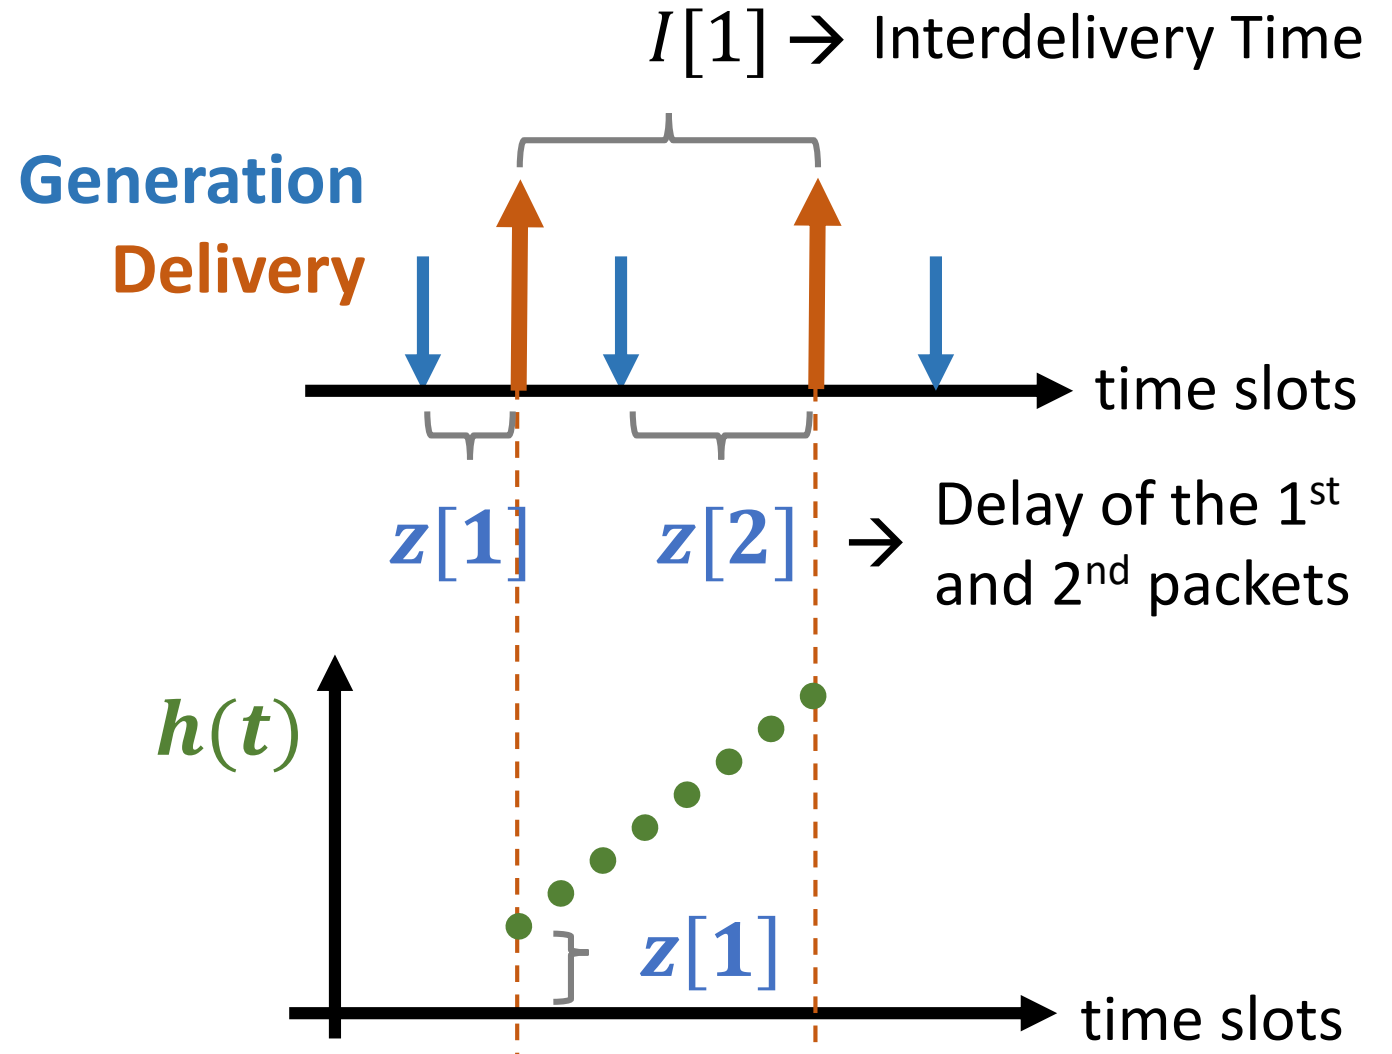 I[1] → Interdelivery Time
Generation
Delivery
time slots
z[1]
z[2] → Delay of the 1st
and 2nd packets
h(t)
z[1]
time slots